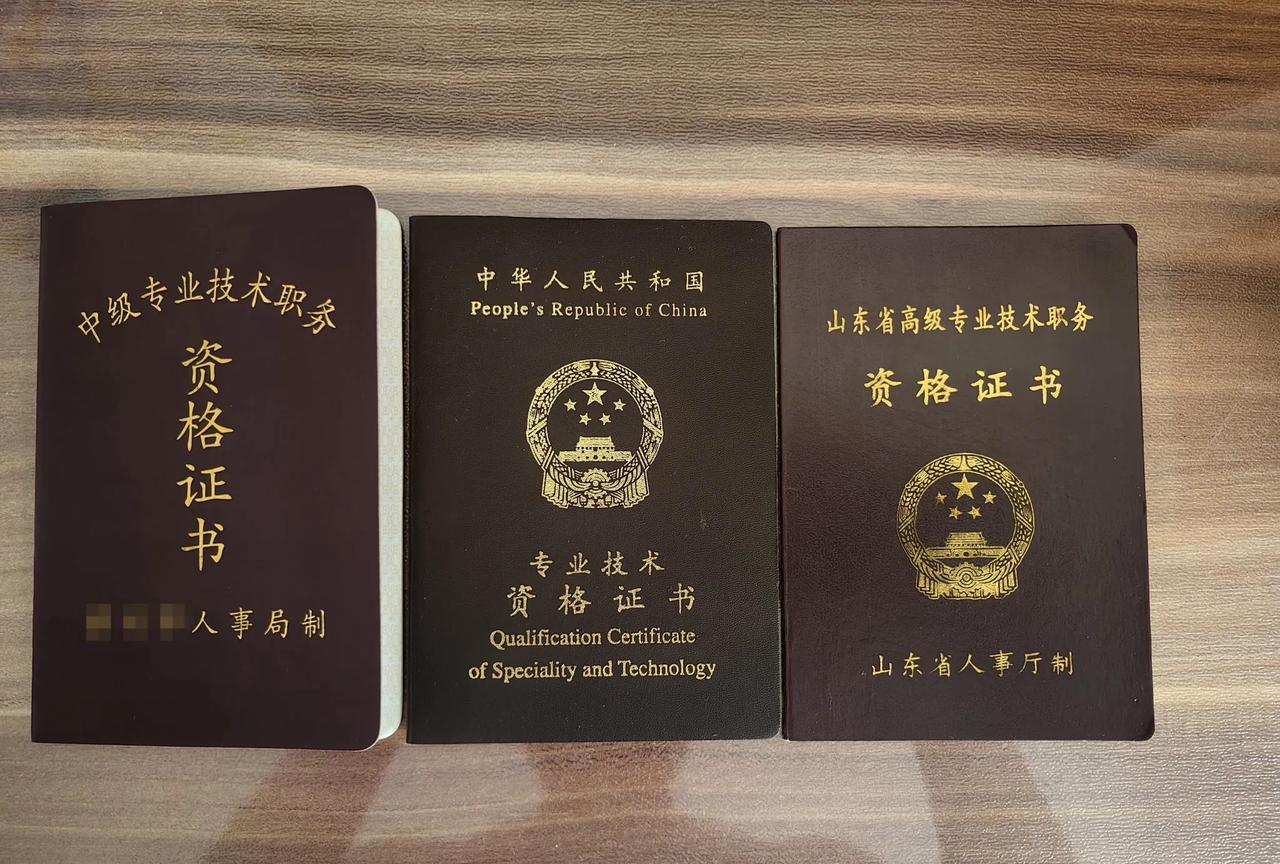 中级专业技术职务
资格证书
人事局制
中华人民共和国
People's Republic of China
专业技术
资格证书
Qualification Certificate
of Speciality and Technology
山东省高级专业技术职务
资格证书
山东省人事厅制